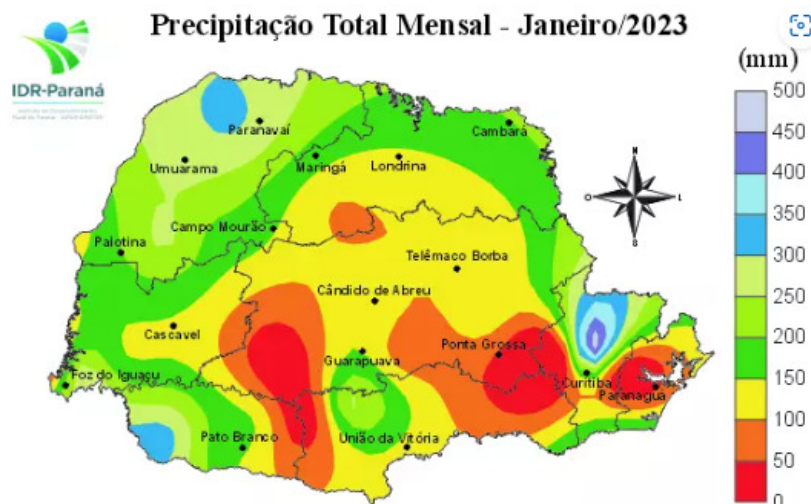 Precipitação Total Mensal - Janeiro/2023
IDR-Paraná
(mm)
500
450
400
350
300
250
200
150
100
50
0
N
O
L
S
Paranavaí
Cambará
Umuarama
Maringá
Londrina
Campo Mourão
Palotina
Telêmaco Borba
Cândido de Abreu
Cascavel
Guarapuava
Ponta Grossa
Foz do Iguaçu
Curitiba
Paranagua
Pato Branco
União da Vitória